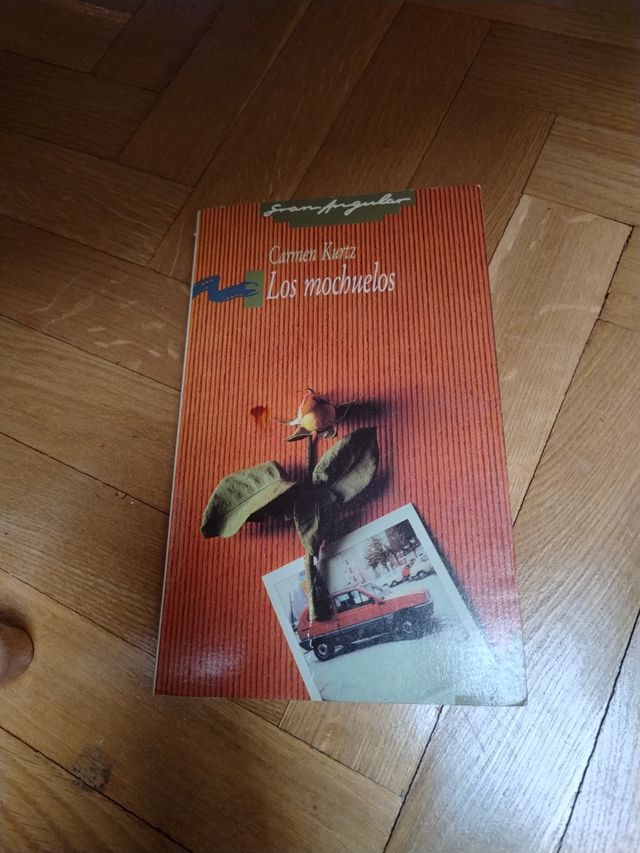 Gran Angular
Carmen Kurtz
Los mochuelos